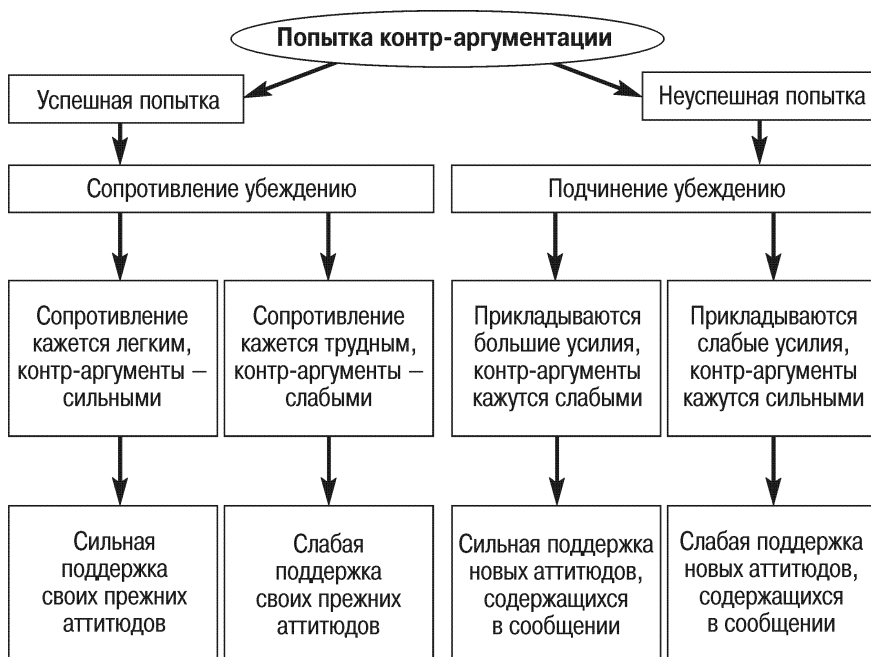 Попытка контр-аргументации
Успешная попытка
Неуспешная попытка
Сопротивление убеждению
Подчинение убеждению
Сопротивление
кажется легким,
контр-аргументы –
сильными
Сопротивление
кажется трудным,
контр-аргументы –
слабыми
Прикладываются
большие усилия,
контр-аргументы
кажутся слабыми
Прикладываются
слабые усилия,
контр-аргументы
кажутся сильными
Сильная
поддержка
своих прежних
аттитюдов
Слабая
поддержка
своих прежних
аттитюдов
Сильная поддержка
новых аттитюдов,
содержащихся
в сообщении
Слабая поддержка
новых аттитюдов,
содержащихся
в сообщении